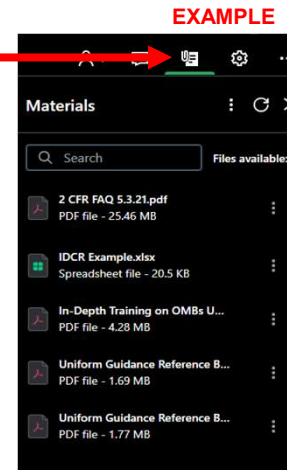 EXAMPLE
Materials
Search
Files available:
2 CFR FAQ 5.3.21.pdf
PDF file - 25.46 MB
IDCR Example.xlsx
Spreadsheet file - 20.5 KB
In-Depth Training on OMBs U...
PDF file - 4.28 MB
Uniform Guidance Reference B...
PDF file - 1.69 MB
Uniform Guidance Reference B...
PDF file - 1.77 MB